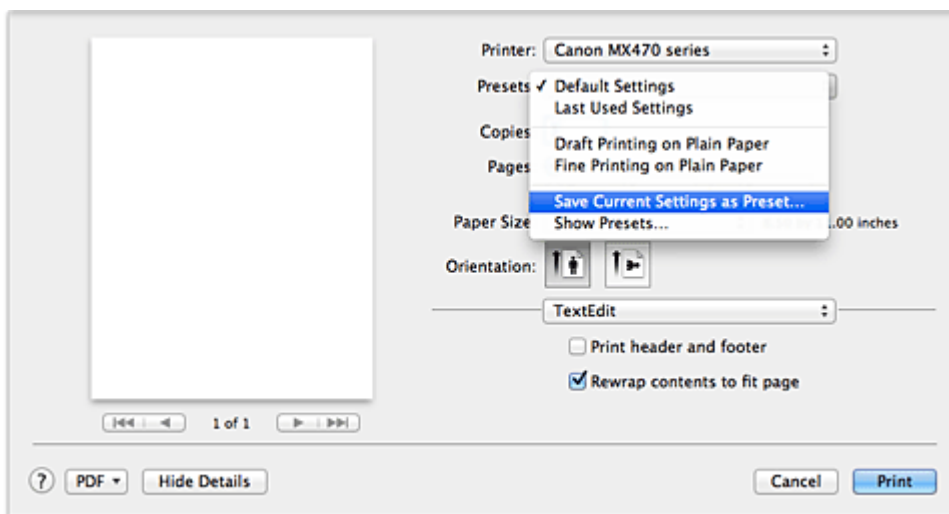 Printer: Canon MX470 series
Presets ✓ Default Settings
Last Used Settings
Draft Printing on Plain Paper
Fine Printing on Plain Paper
Save Current Settings as Preset...
Show Presets...
Copies
Pages
Paper Size
.00 inches
Orientation:
TextEdit
Print header and footer
Rewrap contents to fit page
1 of 1
? PDF Hide Details Cancel Print